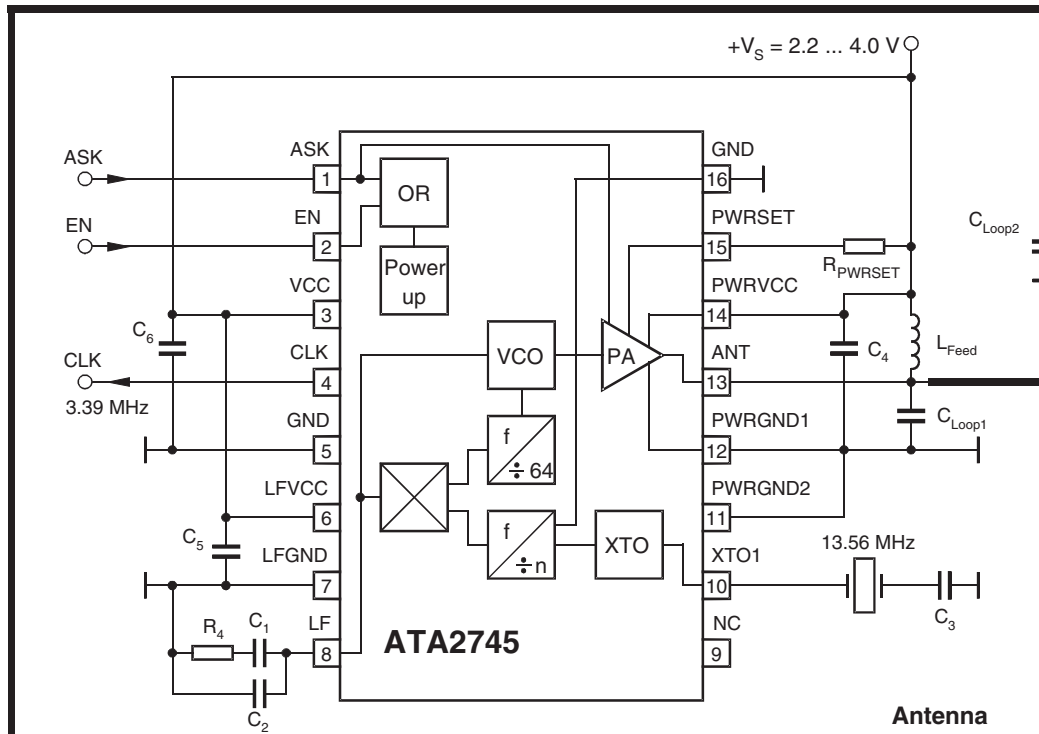 +V_S = 2.2 ... 4.0 V
ASK
ASK
1
OR
GND
16
EN
EN
2
Power
up
PWRSET
15
R_PWRSET
C_Loop2
VCC
3
PWRVCC
14
C_6
VCO
PA
C_4
L_Feed
CLK
CLK
4
3.39 MHz
ANT
13
GND
5
f
÷ 64
PWRGND1
12
C_Loop1
LFVCC
6
PWRGND2
11
C_5
f
÷ n
XTO
LFGND
7
XTO1
10
13.56 MHz
C_3
R_4
C_1
LF
8
ATA2745
NC
9
C_2
Antenna